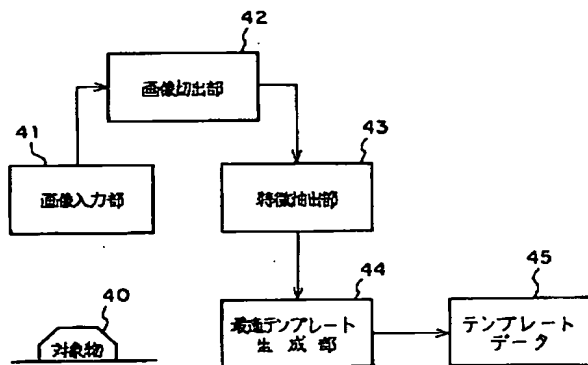 42
画像切出部
41
画像入力部
43
特徴抽出部
44
最適テンプレート
生成部
45
テンプレート
データ
40
対象物